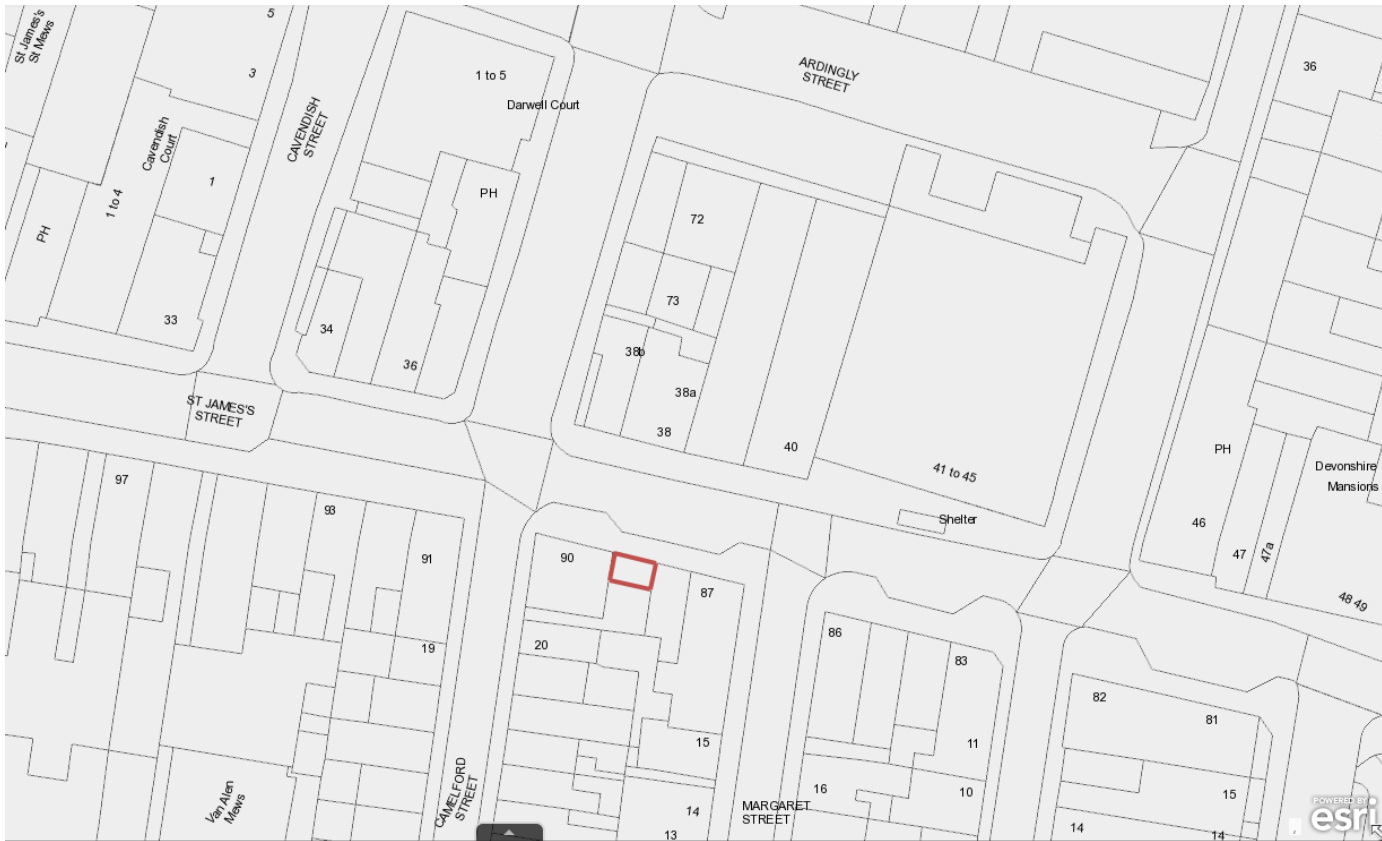 St James's
St Mews
5
3
1 to 5
Darwell Court
ARDINGLY
STREET
36
CAVENDISH
STREET
Cavendish
Court
1
1 to 4
PH
PH
72
73
33
34
36
38b
38a
38
40
41 to 45
ST JAMES'S
STREET
PH
Devonshire
Mansions
97
93
91
90
87
Shelter
46
47
47a
48 49
19
20
86
83
82
81
15
11
16
10
15
Van Alen
Mews
CAMELFORD
STREET
14
13
MARGARET
STREET
14
14
POWERED BY
esri